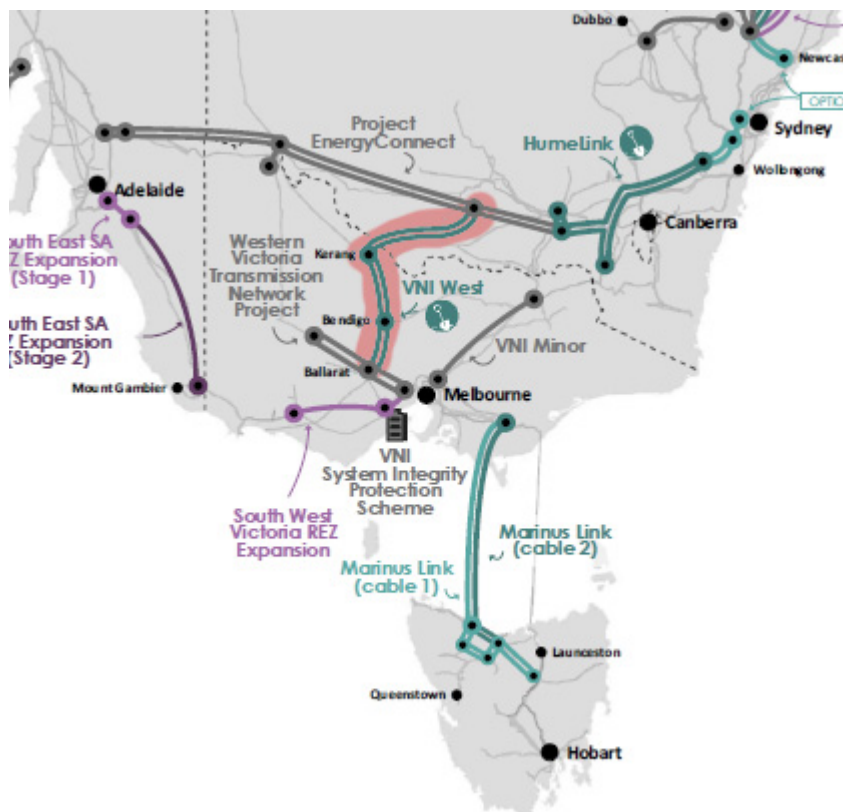 Dubbo
Newcas
OPTIO
Project
EnergyConnect
HumeLink
Sydney
Wollongong
Adelaide
Canberra
outh East SA
Z Expansion
(Stage 1)
Western
Victoria
Transmission
Network
Project
Kerang
VNI West
outh East SA
Z Expansion
(Stage 2)
Bendigo
VNI Minor
Ballarat
Mount Gambier
Melbourne
VNI
System Integrity
Protection
Scheme
South West
Victoria REZ
Expansion
Marinus Link
(cable 2)
Marinus Link
(cable 1)
Launceston
Queenstown
Hobart